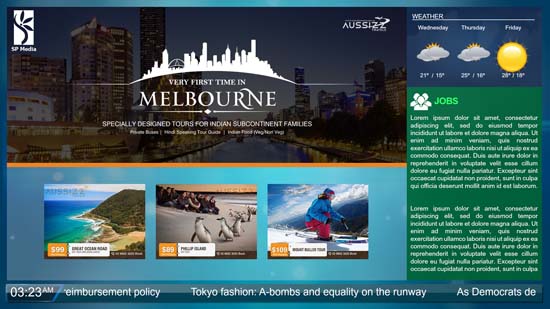 SP Media
AUSSIZZ
VERY FIRST TIME IN
MELBOURNE
SPECIALLY DESIGNED TOURS FOR INDIAN SUBCONTINENT FAMILIES
Private Buses | Hindi Speaking Tour Guide | Indian Food (Veg/Non Veg)
WEATHER
Wednesday Thursday Friday
21° / 15° 25° / 16° 28° / 18°
JOBS
Lorem ipsum dolor sit amet, consectetur
adipiscing elit, sed do eiusmod tempor
incididunt ut labore et dolore magna aliqua. Ut
enim ad minim veniam, quis nostrud
exercitation ullamco laboris nisi ut aliquip ex ea
commodo consequat. Duis aute irure dolor in
reprehenderit in voluptate velit esse cillum
dolore eu fugiat nulla pariatur. Excepteur sint
occaecat cupidatat non proident, sunt in culpa
qui officia deserunt mollit anim id est laborum.
Lorem ipsum dolor sit amet, consectetur
adipiscing elit, sed do eiusmod tempor
incididunt ut labore et dolore magna aliqua. Ut
enim ad minim veniam, quis nostrud
exercitation ullamco laboris nisi ut aliquip ex ea
commodo consequat. Duis aute irure dolor in
reprehenderit in voluptate velit esse cillum
dolore eu fugiat nulla pariatur. Excepteur sint
occaecat cupidatat non proident, sunt in culpa
AUSSIZZ
$99 GREAT OCEAN ROAD
$89 PHILLIP ISLAND
$109 MOUNT BULLER TOUR
03:23AM eimbursement policy Tokyo fashion: A-bombs and equality on the runway As Democrats de